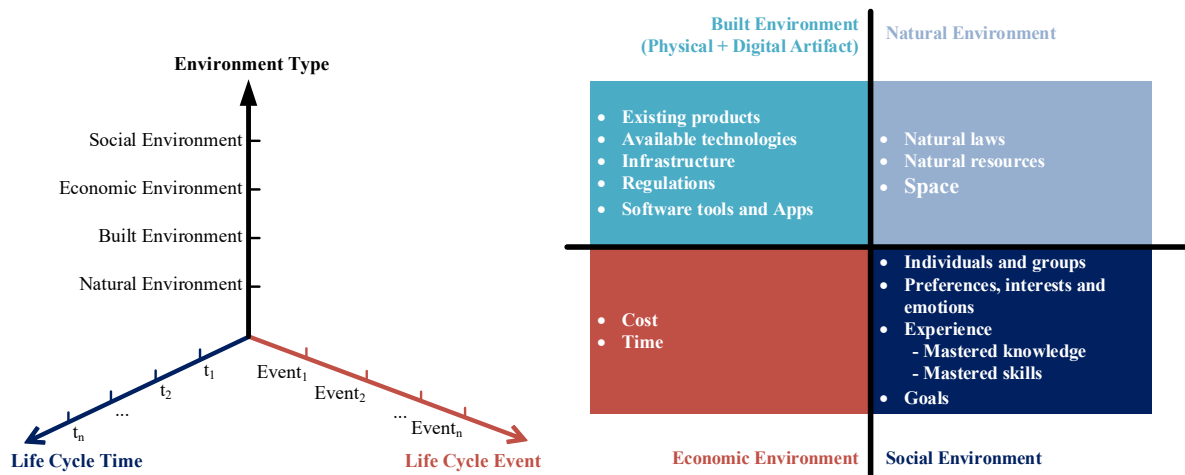 Environment Type
Social Environment
Economic Environment
Built Environment
Natural Environment
t1
t2
...
tn
Life Cycle Time
Event1
Event2
...
Eventn
Life Cycle Event
Built Environment
(Physical + Digital Artifact)
Natural Environment
• Existing products
• Available technologies
• Infrastructure
• Regulations
• Software tools and Apps
• Natural laws
• Natural resources
• Space
• Cost
• Time
• Individuals and groups
• Preferences, interests and
emotions
• Experience
- Mastered knowledge
- Mastered skills
• Goals
Economic Environment
Social Environment